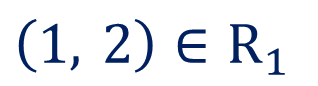 (1, 2) ∈ R₁